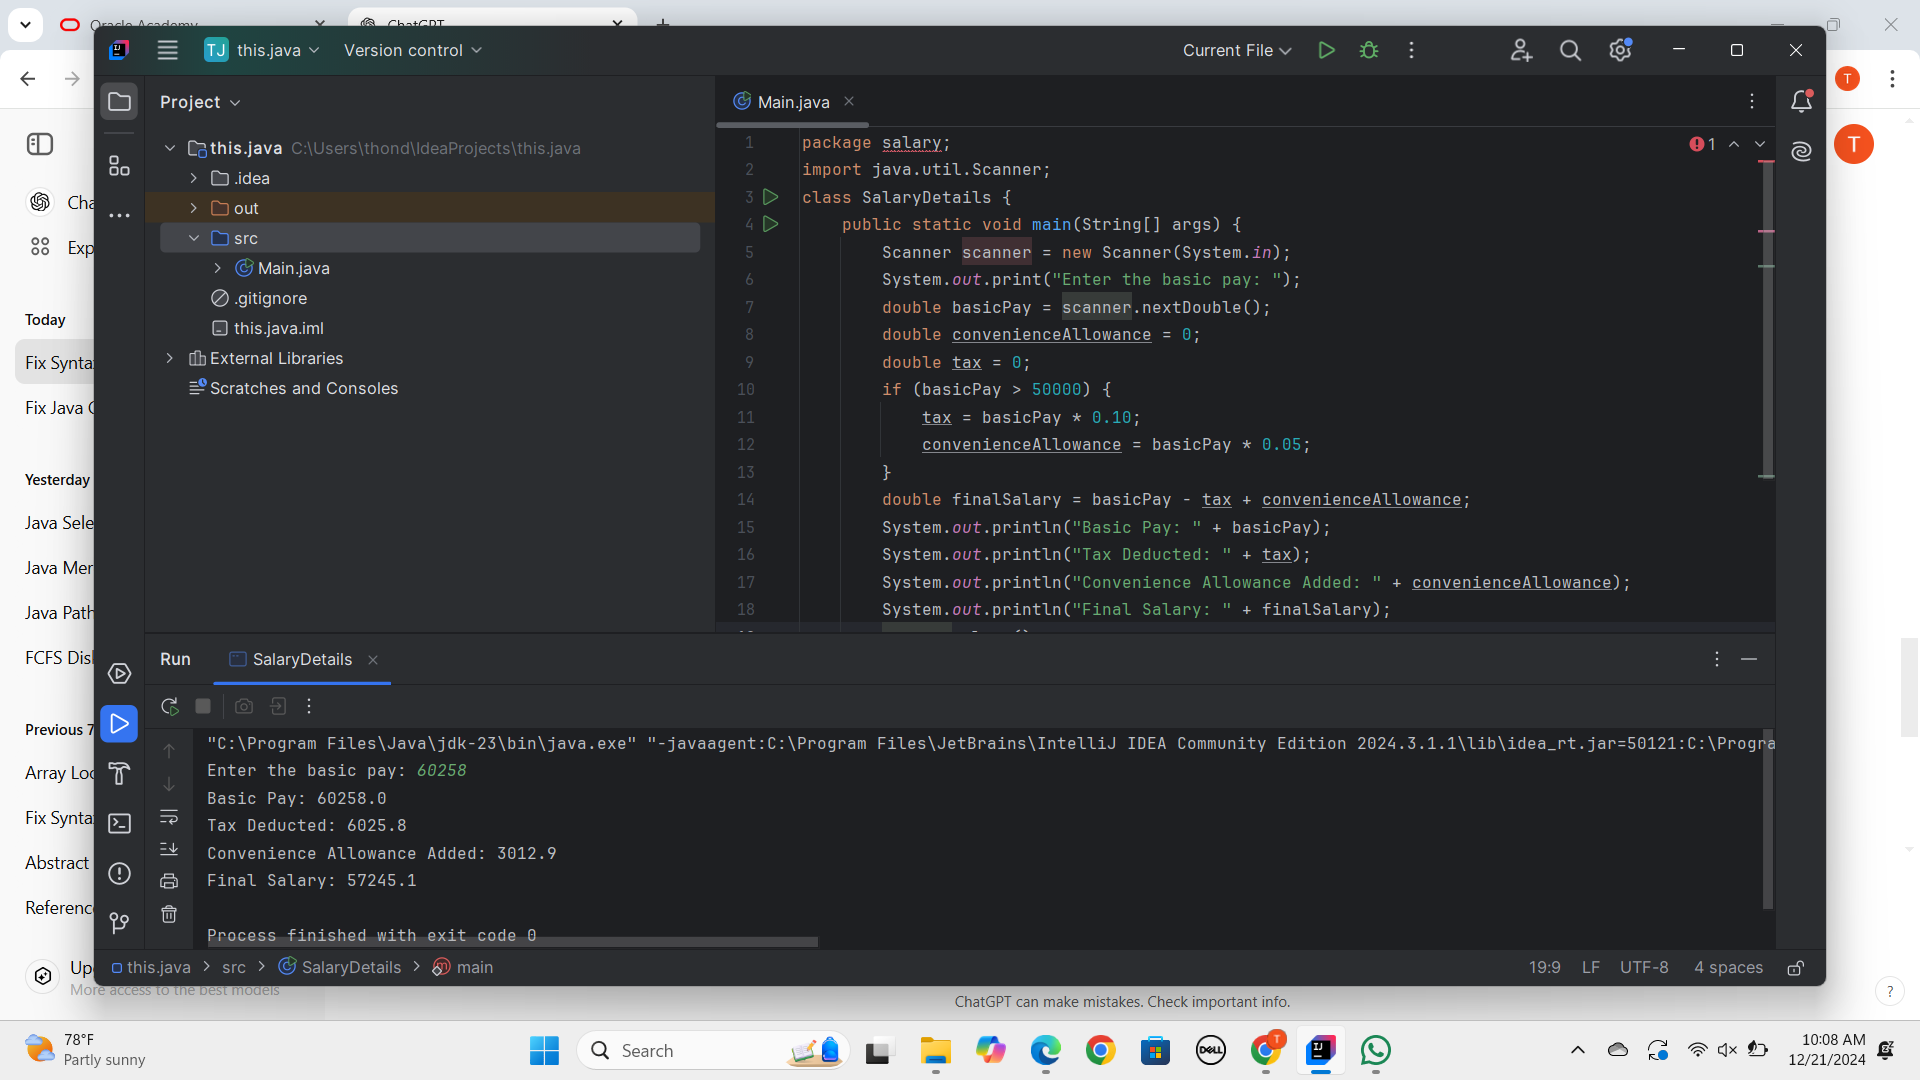 Oracle Academy
ChatGPT
TJ this.java
Version control
Current File
T
Project
Main.java
this.java C:\Users\thond\IdeaProjects\this.java
.idea
out
src
Main.java
.gitignore
this.java.iml
External Libraries
Scratches and Consoles
1
1 package salary;
2 import java.util.Scanner;
3 class SalaryDetails {
4 public static void main(String[] args) {
5 Scanner scanner = new Scanner(System.in);
6 System.out.print("Enter the basic pay: ");
7 double basicPay = scanner.nextDouble();
8 double convenienceAllowance = 0;
9 double tax = 0;
10 if (basicPay > 50000) {
11 tax = basicPay * 0.10;
12 convenienceAllowance = basicPay * 0.05;
13 }
14 double finalSalary = basicPay - tax + convenienceAllowance;
15 System.out.println("Basic Pay: " + basicPay);
16 System.out.println("Tax Deducted: " + tax);
17 System.out.println("Convenience Allowance Added: " + convenienceAllowance);
18 System.out.println("Final Salary: " + finalSalary);
T
Cha
Exp
Today
Fix Synta
Fix Java
Yesterday
Java Sele
Java Mer
Java Path
FCFS Dis
Previous 7
Array Loc
Fix Synta
Abstract
Referenc
Up
More access to the best models
Run
SalaryDetails
"C:\Program Files\Java\jdk-23\bin\java.exe" "-javaagent:C:\Program Files\JetBrains\IntelliJ IDEA Community Edition 2024.3.1.1\lib\idea_rt.jar=50121:C:\Progra
Enter the basic pay: 60258
Basic Pay: 60258.0
Tax Deducted: 6025.8
Convenience Allowance Added: 3012.9
Final Salary: 57245.1
Process finished with exit code 0
this.java > src > SalaryDetails > main
19:9 LF UTF-8 4 spaces
ChatGPT can make mistakes. Check important info.
?
78°F
Partly sunny
Search
DELL
T
10:08 AM
12/21/2024